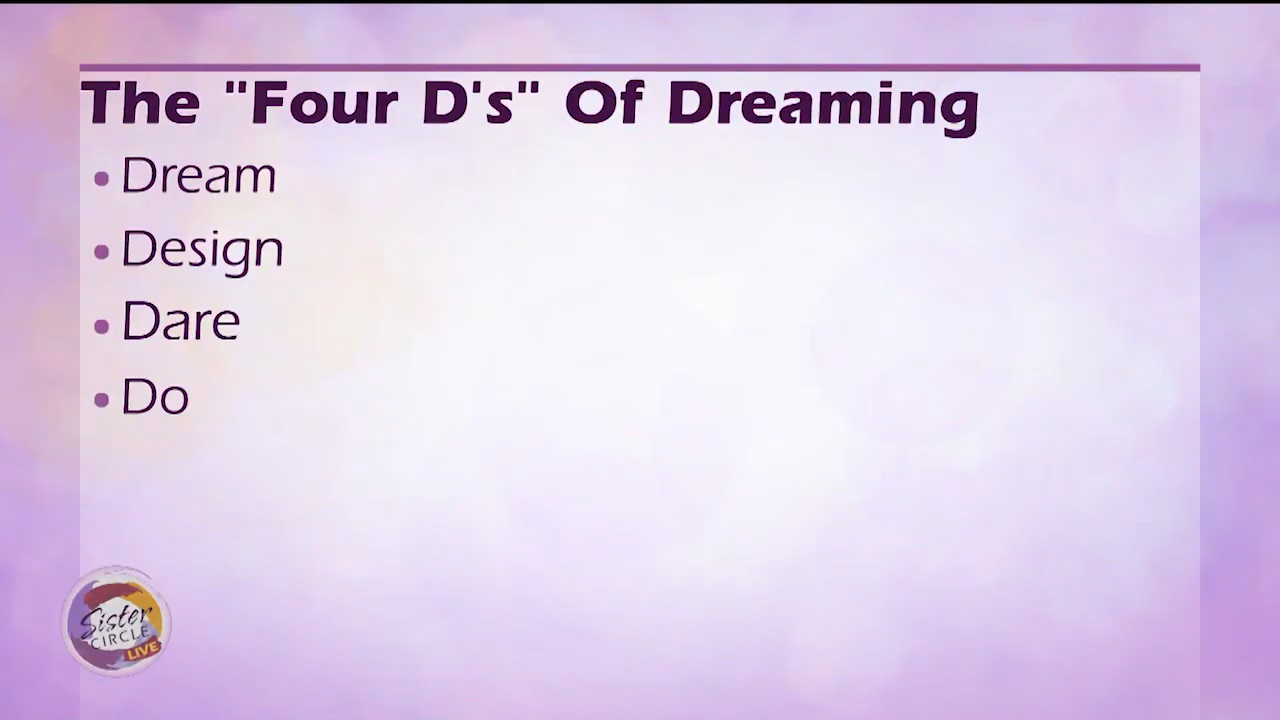 The "Four D's" Of Dreaming
• Dream
• Design
• Dare
• Do
Sister
CIRCLE
LIVE